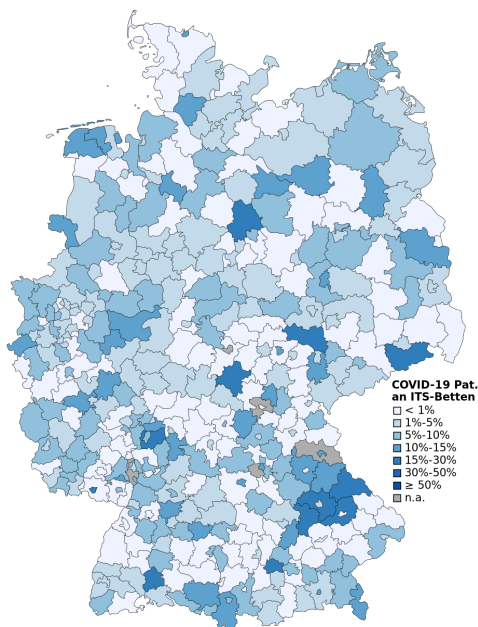 COVID-19 Pat.
an ITS-Betten
< 1%
1%-5%
5%-10%
10%-15%
15%-30%
30%-50%
≥ 50%
n.a.